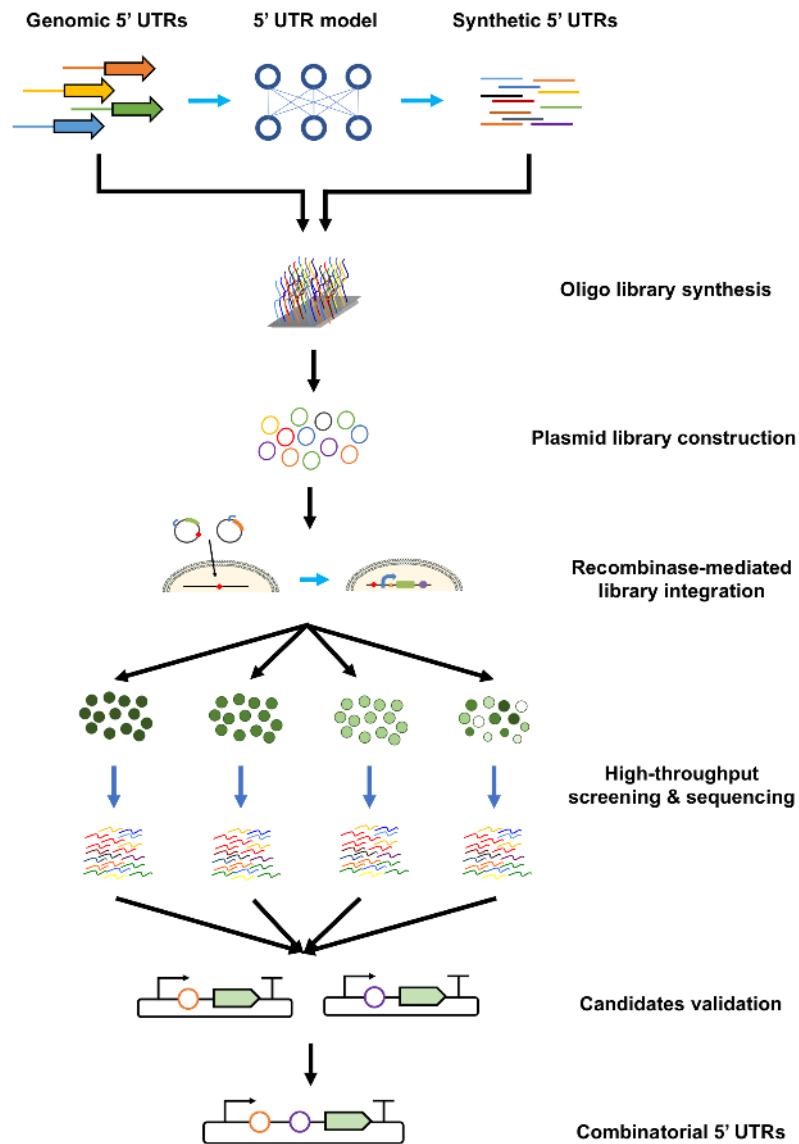 Genomic 5' UTRs
5' UTR model
Synthetic 5' UTRs
Oligo library synthesis
Plasmid library construction
Recombinase-mediated
library integration
High-throughput
screening & sequencing
Candidates validation
Combinatorial 5' UTRs